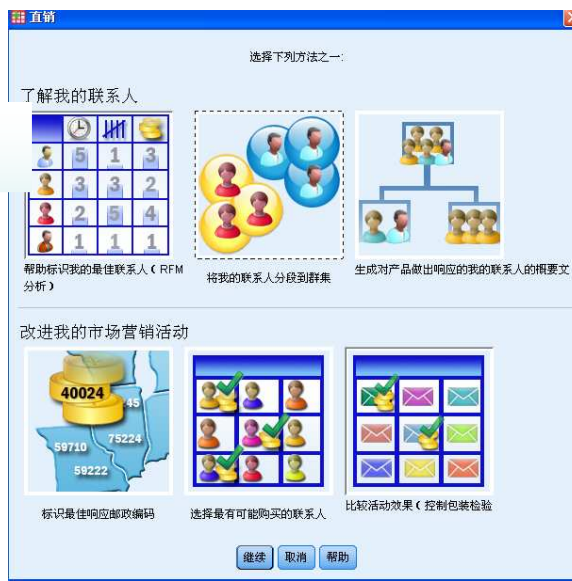 直销
选择下列方法之一:
了解我的联系人
5 1 3
3 3 2
2 5 4
1 1 1
帮助标识我的最佳联系人（RFM
分析）
将我的联系人分段到群集
生成对产品做出响应的我的联系人的概要文
改进我的市场营销活动
40024
45
59710
75224
59222
标识最佳响应邮政编码
选择最有可能购买的联系人
比较活动效果（控制包装检验
继续 取消 帮助